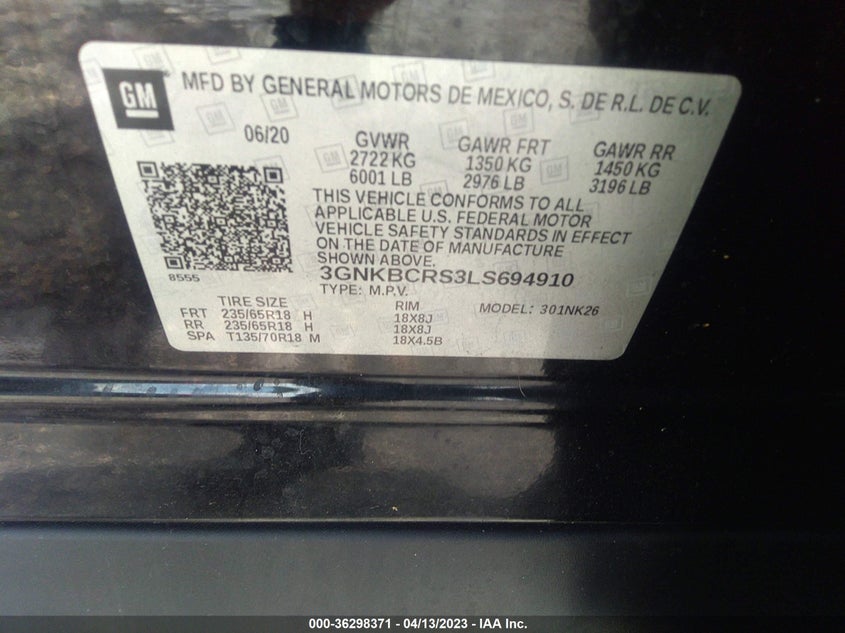 GM
MFD BY GENERAL MOTORS DE MEXICO, S. DE R.L. DE C.V.
06/20 GVWR GAWR FRT GAWR RR
2722 KG 1350 KG 1450 KG
6001 LB 2976 LB 3196 LB
THIS VEHICLE CONFORMS TO ALL
APPLICABLE U.S. FEDERAL MOTOR
VEHICLE SAFETY STANDARDS IN EFFECT
ON THE DATE OF MANUFACTURE
SHOWN ABOVE.
8555 3GNKBCRS3LS694910
TYPE: M.P.V.
TIRE SIZE RIM MODEL: 301NK26
FRT 235/65R18 H 18X8J
RR 235/65R18 H 18X8J
SPA T135/70R18 M 18X4.5B
000-36298371 - 04/13/2023 - IAA Inc.